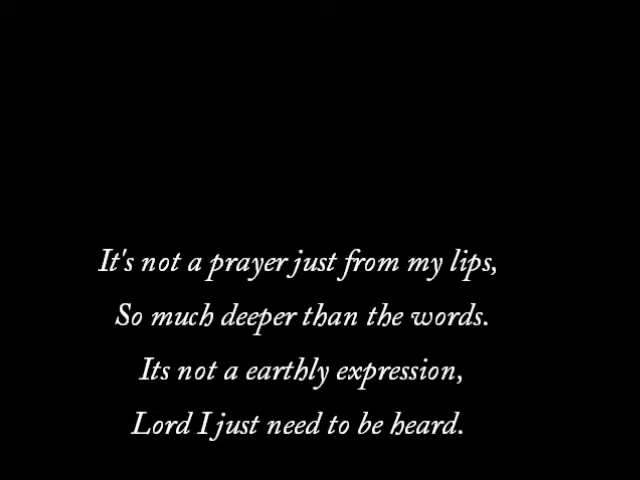 It's not a prayer just from my lips,
So much deeper than the words.
Its not a earthly expression,
Lord I just need to be heard.